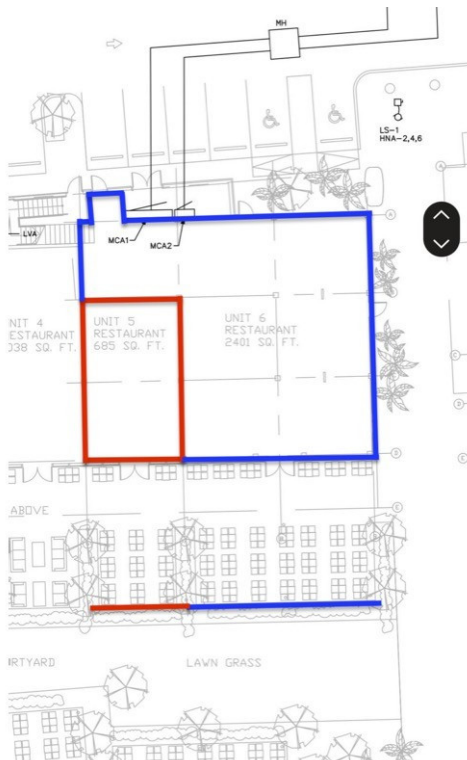 MH
LS-1
HNA-2,4,6
A
A
LVA
MCA1
MCA2
NIT 4
ESTAURANT
038 SQ. FT.
UNIT 5
RESTAURANT
685 SQ. FT.
UNIT 6
RESTAURANT
2401 SQ. FT.
B
C
D
D
E
E
ABOVE
RTYARD
LAWN GRASS